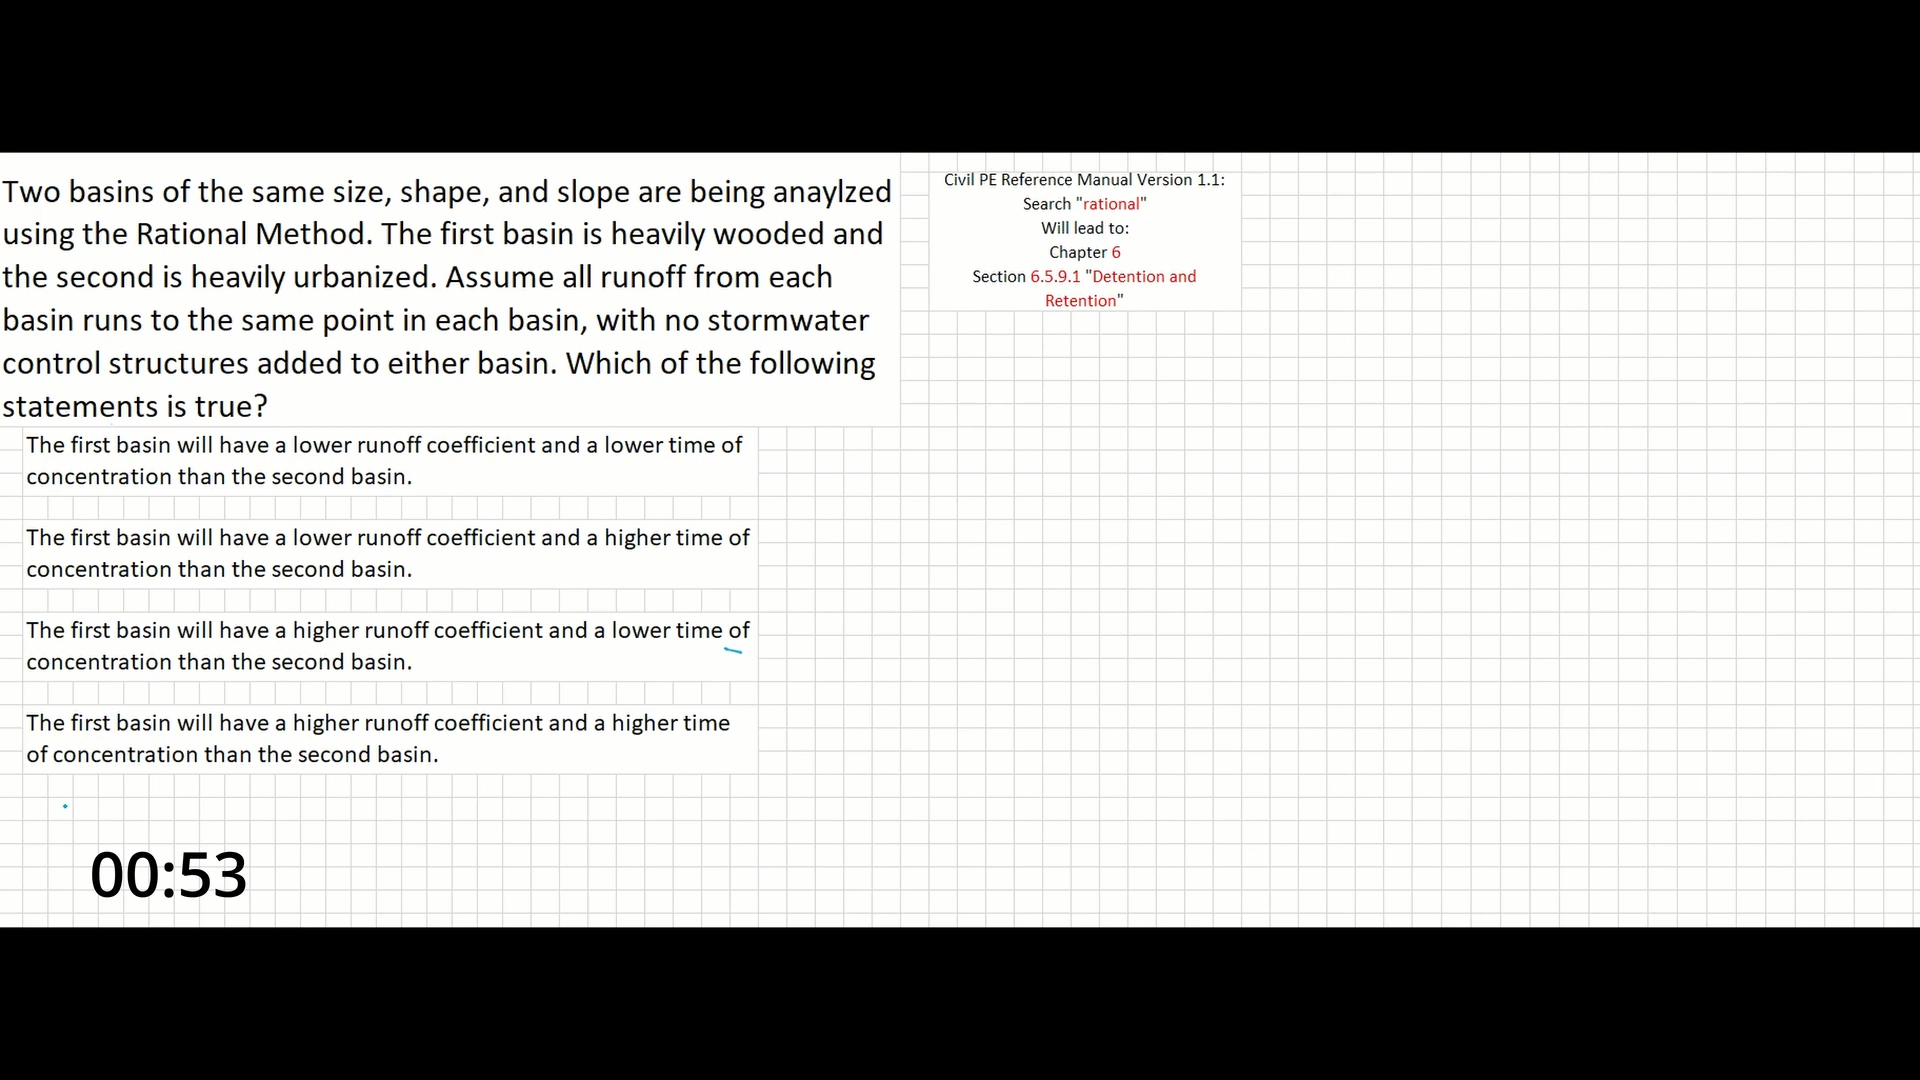 Two basins of the same size, shape, and slope are being anaylzed
using the Rational Method. The first basin is heavily wooded and
the second is heavily urbanized. Assume all runoff from each
basin runs to the same point in each basin, with no stormwater
control structures added to either basin. Which of the following
statements is true?
The first basin will have a lower runoff coefficient and a lower time of
concentration than the second basin.
The first basin will have a lower runoff coefficient and a higher time of
concentration than the second basin.
The first basin will have a higher runoff coefficient and a lower time of
concentration than the second basin.
The first basin will have a higher runoff coefficient and a higher time
of concentration than the second basin.
00:53
Civil PE Reference Manual Version 1.1:
Search "rational"
Will lead to:
Chapter 6
Section 6.5.9.1 "Detention and
Retention"